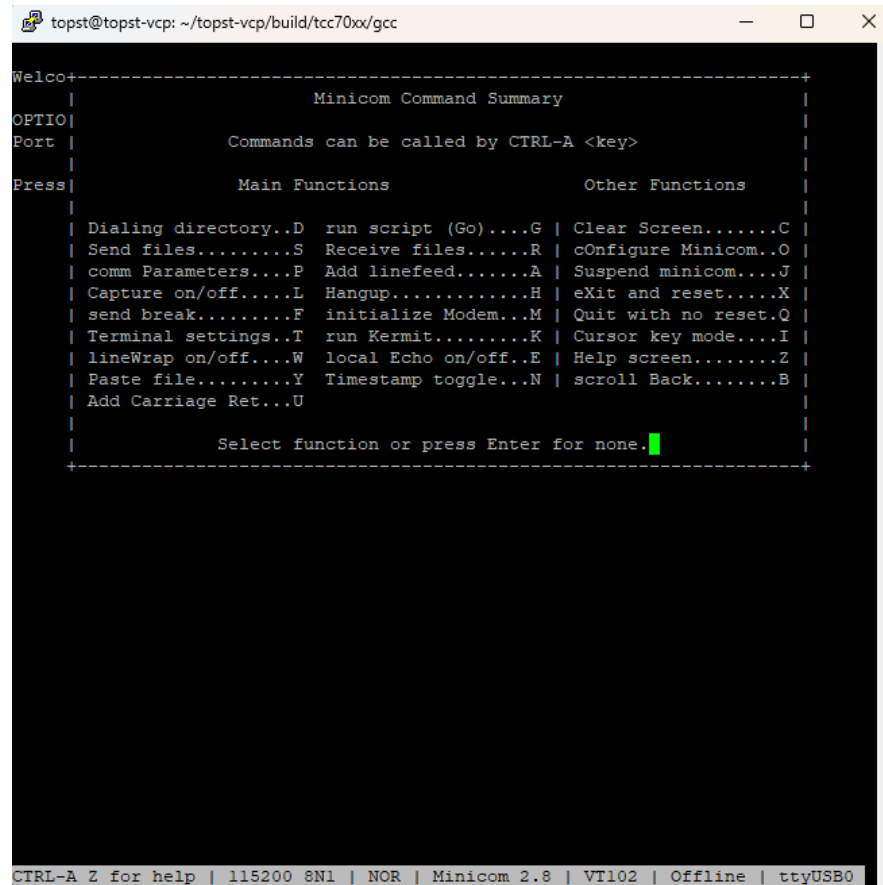 topst@topst-vcp: ~/topst-vcp/build/tcc70xx/gcc
Welco+-------------------------------------------------------------------+
| Minicom Command Summary |
OPTIO| |
Port | Commands can be called by CTRL-A <key> |
| |
Press| Main Functions Other Functions |
| |
| Dialing directory..D run script (Go)....G | Clear Screen.......C |
| Send files.........S Receive files......R | cOnfigure Minicom..O |
| comm Parameters....P Add linefeed.......A | Suspend minicom....J |
| Capture on/off.....L Hangup.............H | eXit and reset.....X |
| send break.........F initialize Modem...M | Quit with no reset.Q |
| Terminal settings..T run Kermit.........K | Cursor key mode....I |
| lineWrap on/off....W local Echo on/off..E | Help screen........Z |
| Paste file.........Y Timestamp toggle...N | scroll Back........B |
| Add Carriage Ret...U |
| |
| Select function or press Enter for none. |
+-------------------------------------------------------------------+
CTRL-A Z for help | 115200 8N1 | NOR | Minicom 2.8 | VT102 | Offline | ttyUSB0